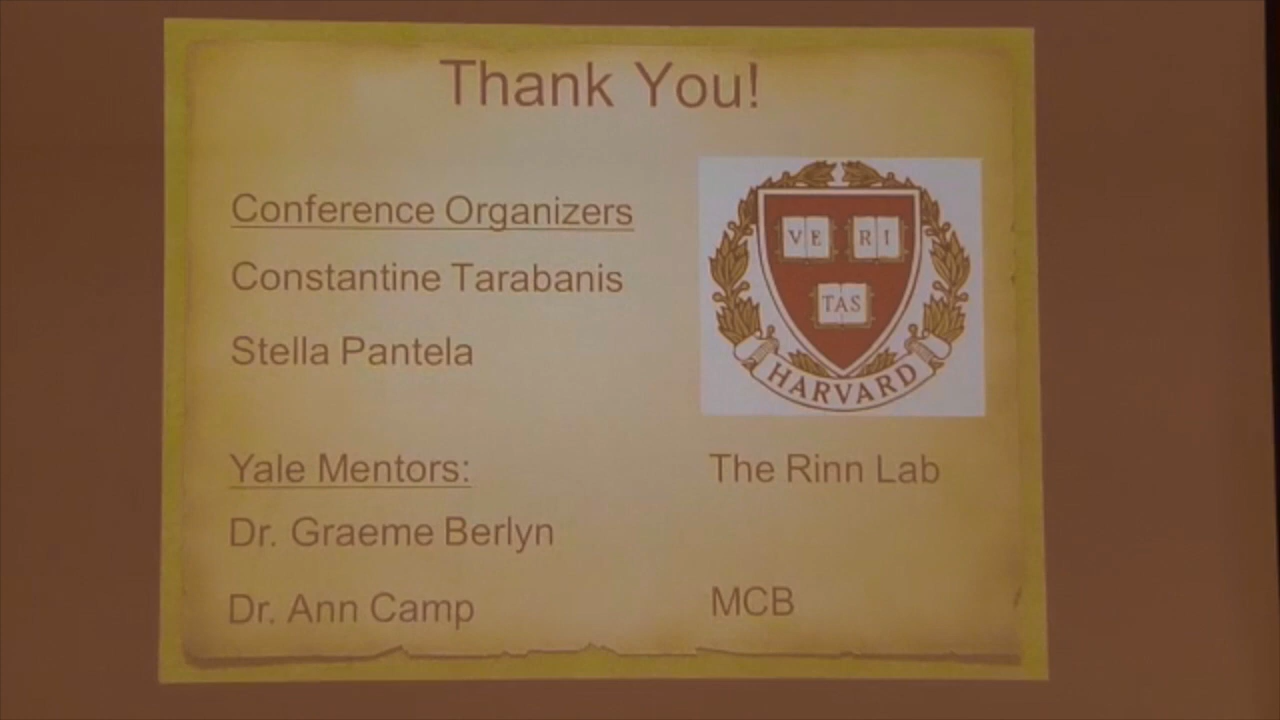 Thank You!
Conference Organizers
Constantine Tarabanis
Stella Pantela
VE RI
TAS
HARVARD
Yale Mentors:
Dr. Graeme Berlyn
Dr. Ann Camp
The Rinn Lab
MCB